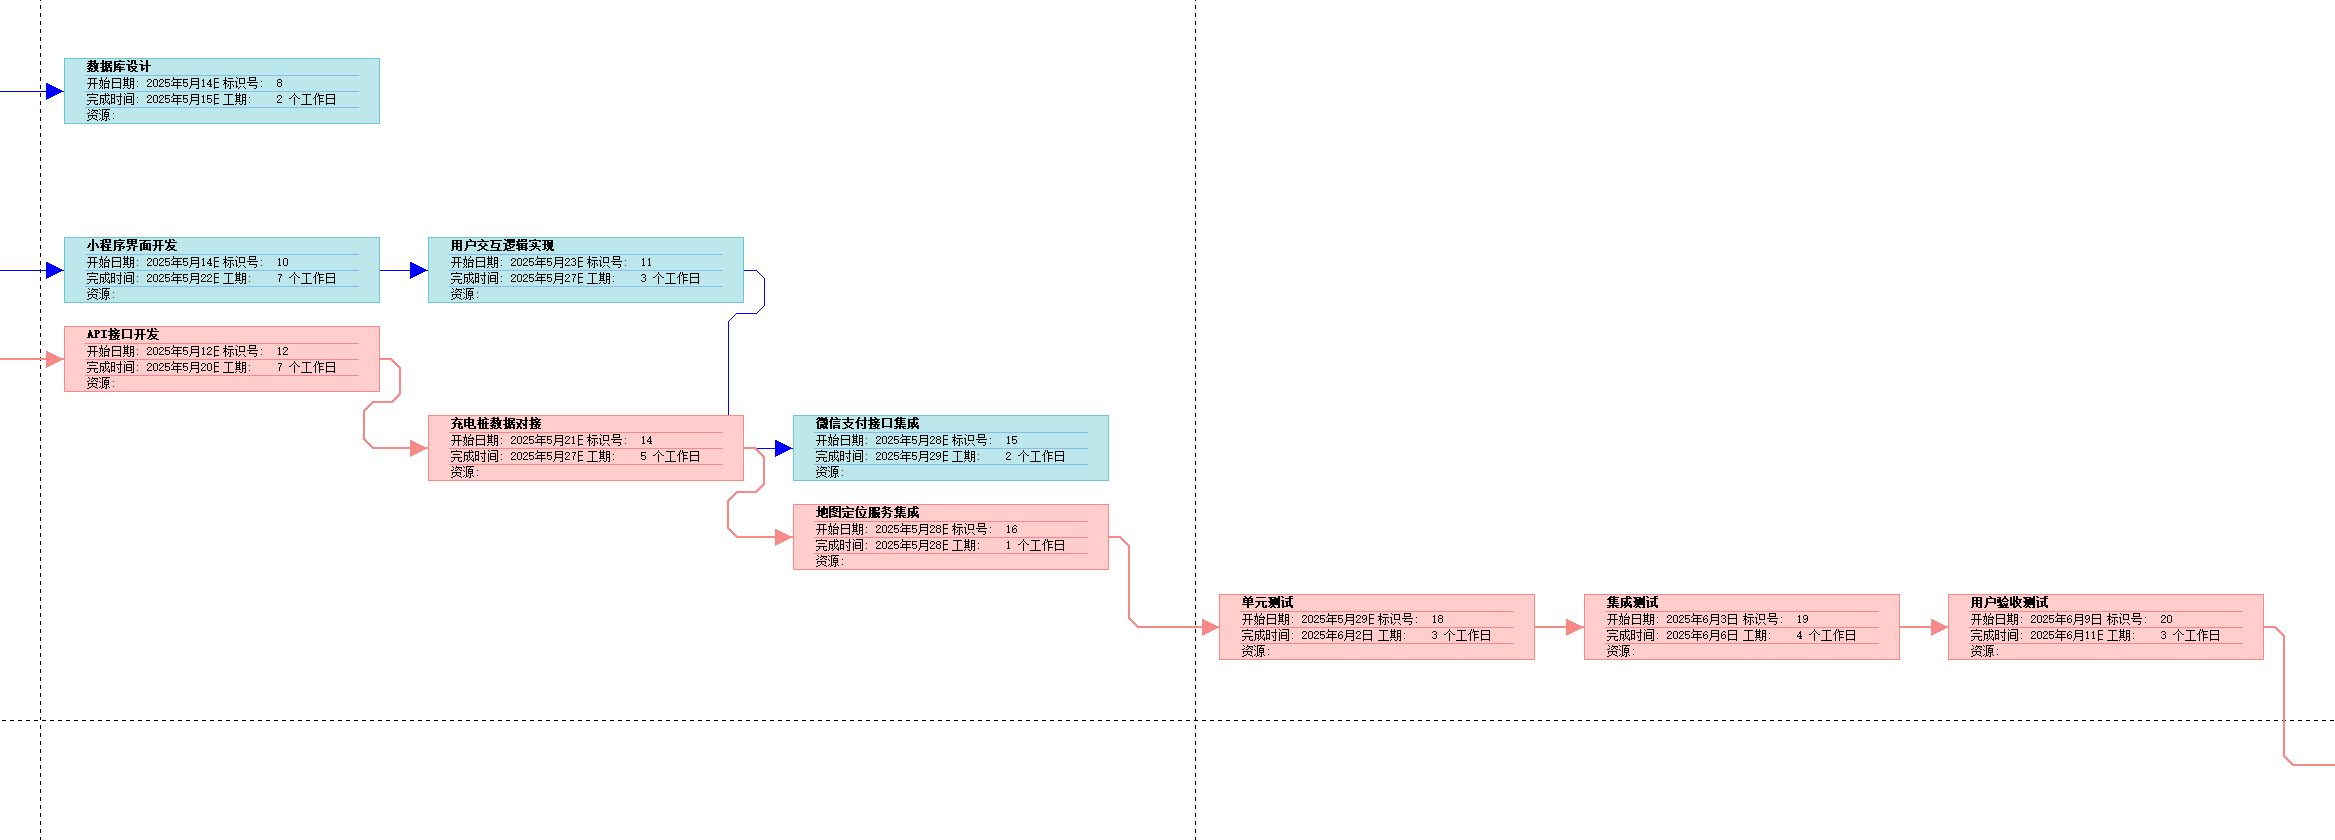 数据库设计
开始日期: 2025年5月14日 标识号: 8
完成时间: 2025年5月15日 工期: 2 个工作日
资源:
小程序界面开发
开始日期: 2025年5月14日 标识号: 10
完成时间: 2025年5月22日 工期: 7 个工作日
资源:
用户交互逻辑实现
开始日期: 2025年5月23日 标识号: 11
完成时间: 2025年5月27日 工期: 3 个工作日
资源:
API接口开发
开始日期: 2025年5月12日 标识号: 12
完成时间: 2025年5月20日 工期: 7 个工作日
资源:
充电桩数据对接
开始日期: 2025年5月21日 标识号: 14
完成时间: 2025年5月27日 工期: 5 个工作日
资源:
微信支付接口集成
开始日期: 2025年5月28日 标识号: 15
完成时间: 2025年5月29日 工期: 2 个工作日
资源:
地图定位服务集成
开始日期: 2025年5月28日 标识号: 16
完成时间: 2025年5月28日 工期: 1 个工作日
资源:
单元测试
开始日期: 2025年5月29日 标识号: 18
完成时间: 2025年6月2日 工期: 3 个工作日
资源:
集成测试
开始日期: 2025年6月3日 标识号: 19
完成时间: 2025年6月6日 工期: 4 个工作日
资源:
用户验收测试
开始日期: 2025年6月9日 标识号: 20
完成时间: 2025年6月11日 工期: 3 个工作日
资源: